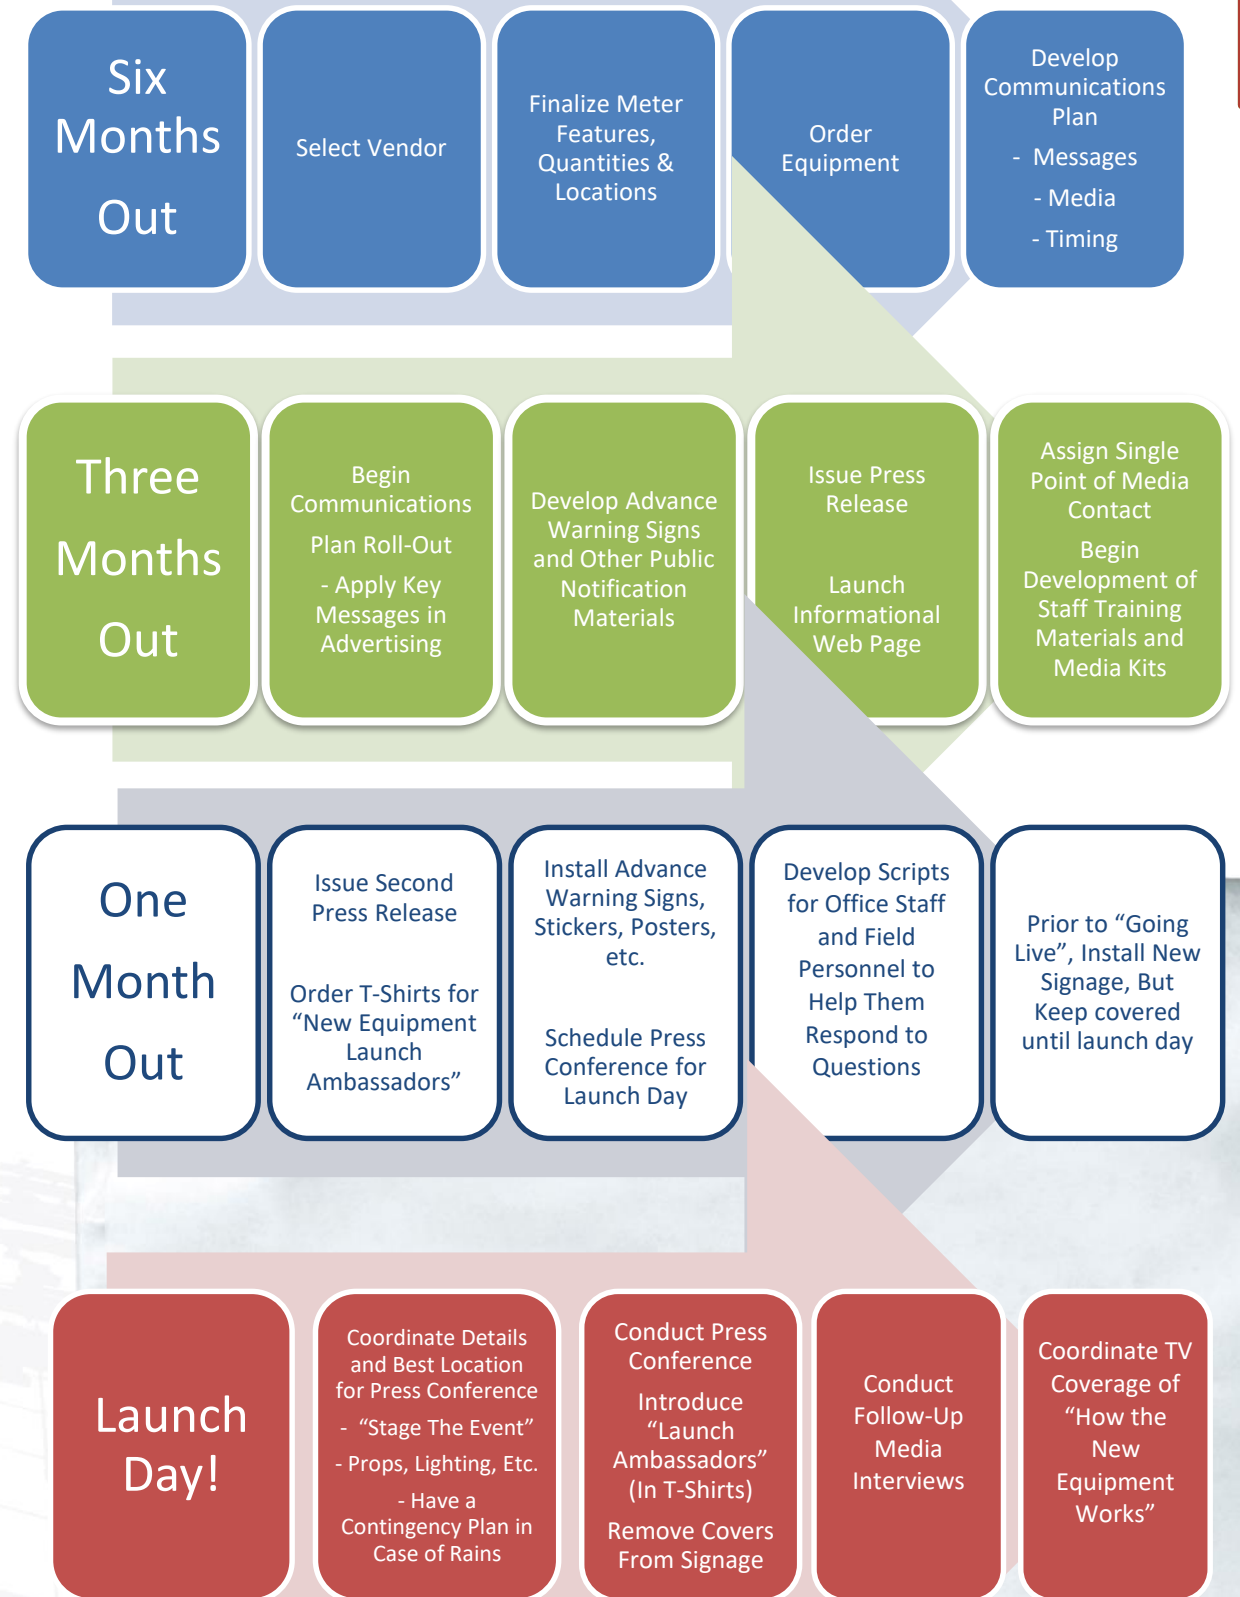 Six
Months
Out
Select Vendor
Finalize Meter
Features,
Quantities &
Locations
Order
Equipment
Develop
Communications
Plan
- Messages
- Media
- Timing
Three
Months
Out
Begin
Communications
Plan Roll-Out
- Apply Key
Messages in
Advertising
Develop Advance
Warning Signs
and Other Public
Notification
Materials
Issue Press
Release
Launch
Informational
Web Page
Assign Single
Point of Media
Contact
Begin
Development of
Staff Training
Materials and
Media Kits
One
Month
Out
Issue Second
Press Release
Order T-Shirts for
“New Equipment
Launch
Ambassadors”
Install Advance
Warning Signs,
Stickers, Posters,
etc.
Schedule Press
Conference for
Launch Day
Develop Scripts
for Office Staff
and Field
Personnel to
Help Them
Respond to
Questions
Prior to “Going
Live”, Install New
Signage, But
Keep covered
until launch day
Launch
Day!
Coordinate Details
and Best Location
for Press Conference
- “Stage The Event”
- Props, Lighting, Etc.
- Have a
Contingency Plan in
Case of Rains
Conduct Press
Conference
Introduce
“Launch
Ambassadors”
(In T-Shirts)
Remove Covers
From Signage
Conduct
Follow-Up
Media
Interviews
Coordinate TV
Coverage of
“How the
New
Equipment
Works”